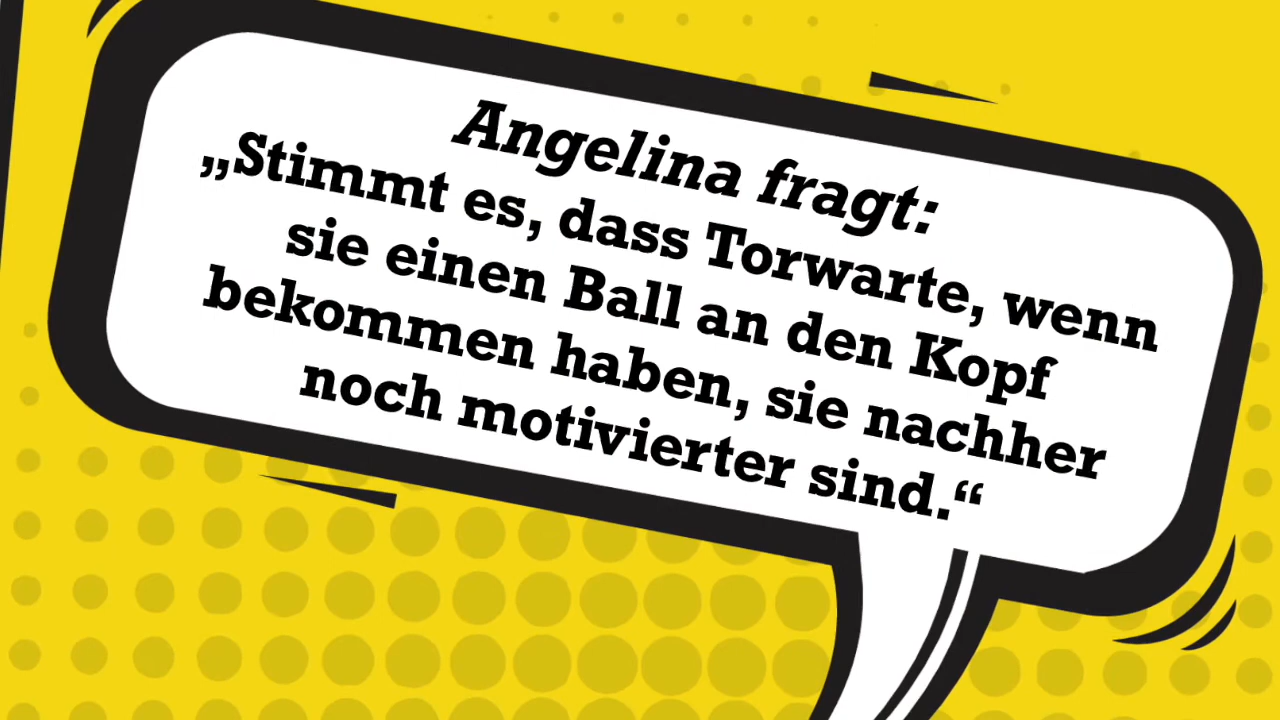 Angelina fragt:
„Stimmt es, dass Torwarte, wenn
sie einen Ball an den Kopf
bekommen haben, sie nachher
noch motivierter sind.“